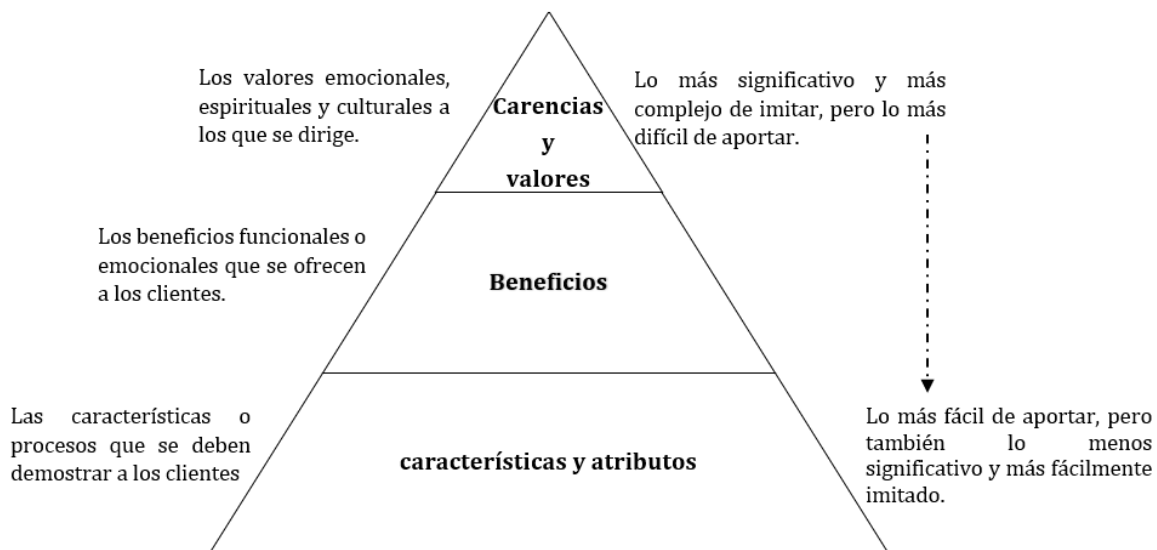 Los valores emocionales,
espirituales y culturales a
los que se dirige.
Carencias
y
valores
Lo más significativo y más
complejo de imitar, pero lo más
difícil de aportar.
Los beneficios funcionales o
emocionales que se ofrecen
a los clientes.
Beneficios
Las características o
procesos que se deben
demostrar a los clientes
características y atributos
Lo más fácil de aportar, pero
también lo menos
significativo y más fácilmente
imitado.